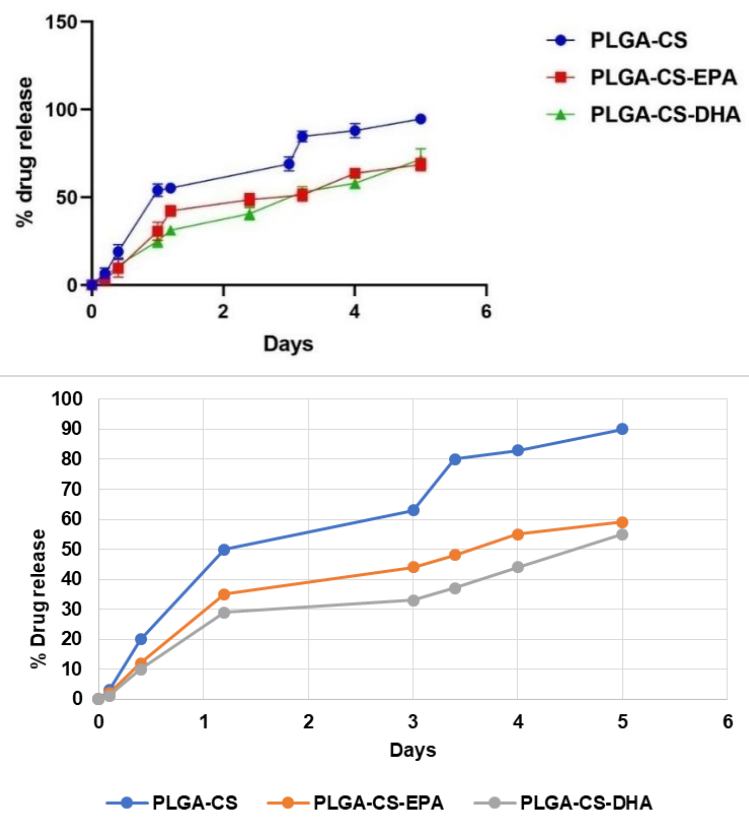 150
100
50
0
% drug release
0 2 4 6
Days
PLGA-CS
PLGA-CS-EPA
PLGA-CS-DHA
100
90
80
70
60
50
40
30
20
10
0
% Drug release
0 1 2 3 4 5 6
Days
PLGA-CS PLGA-CS-EPA PLGA-CS-DHA